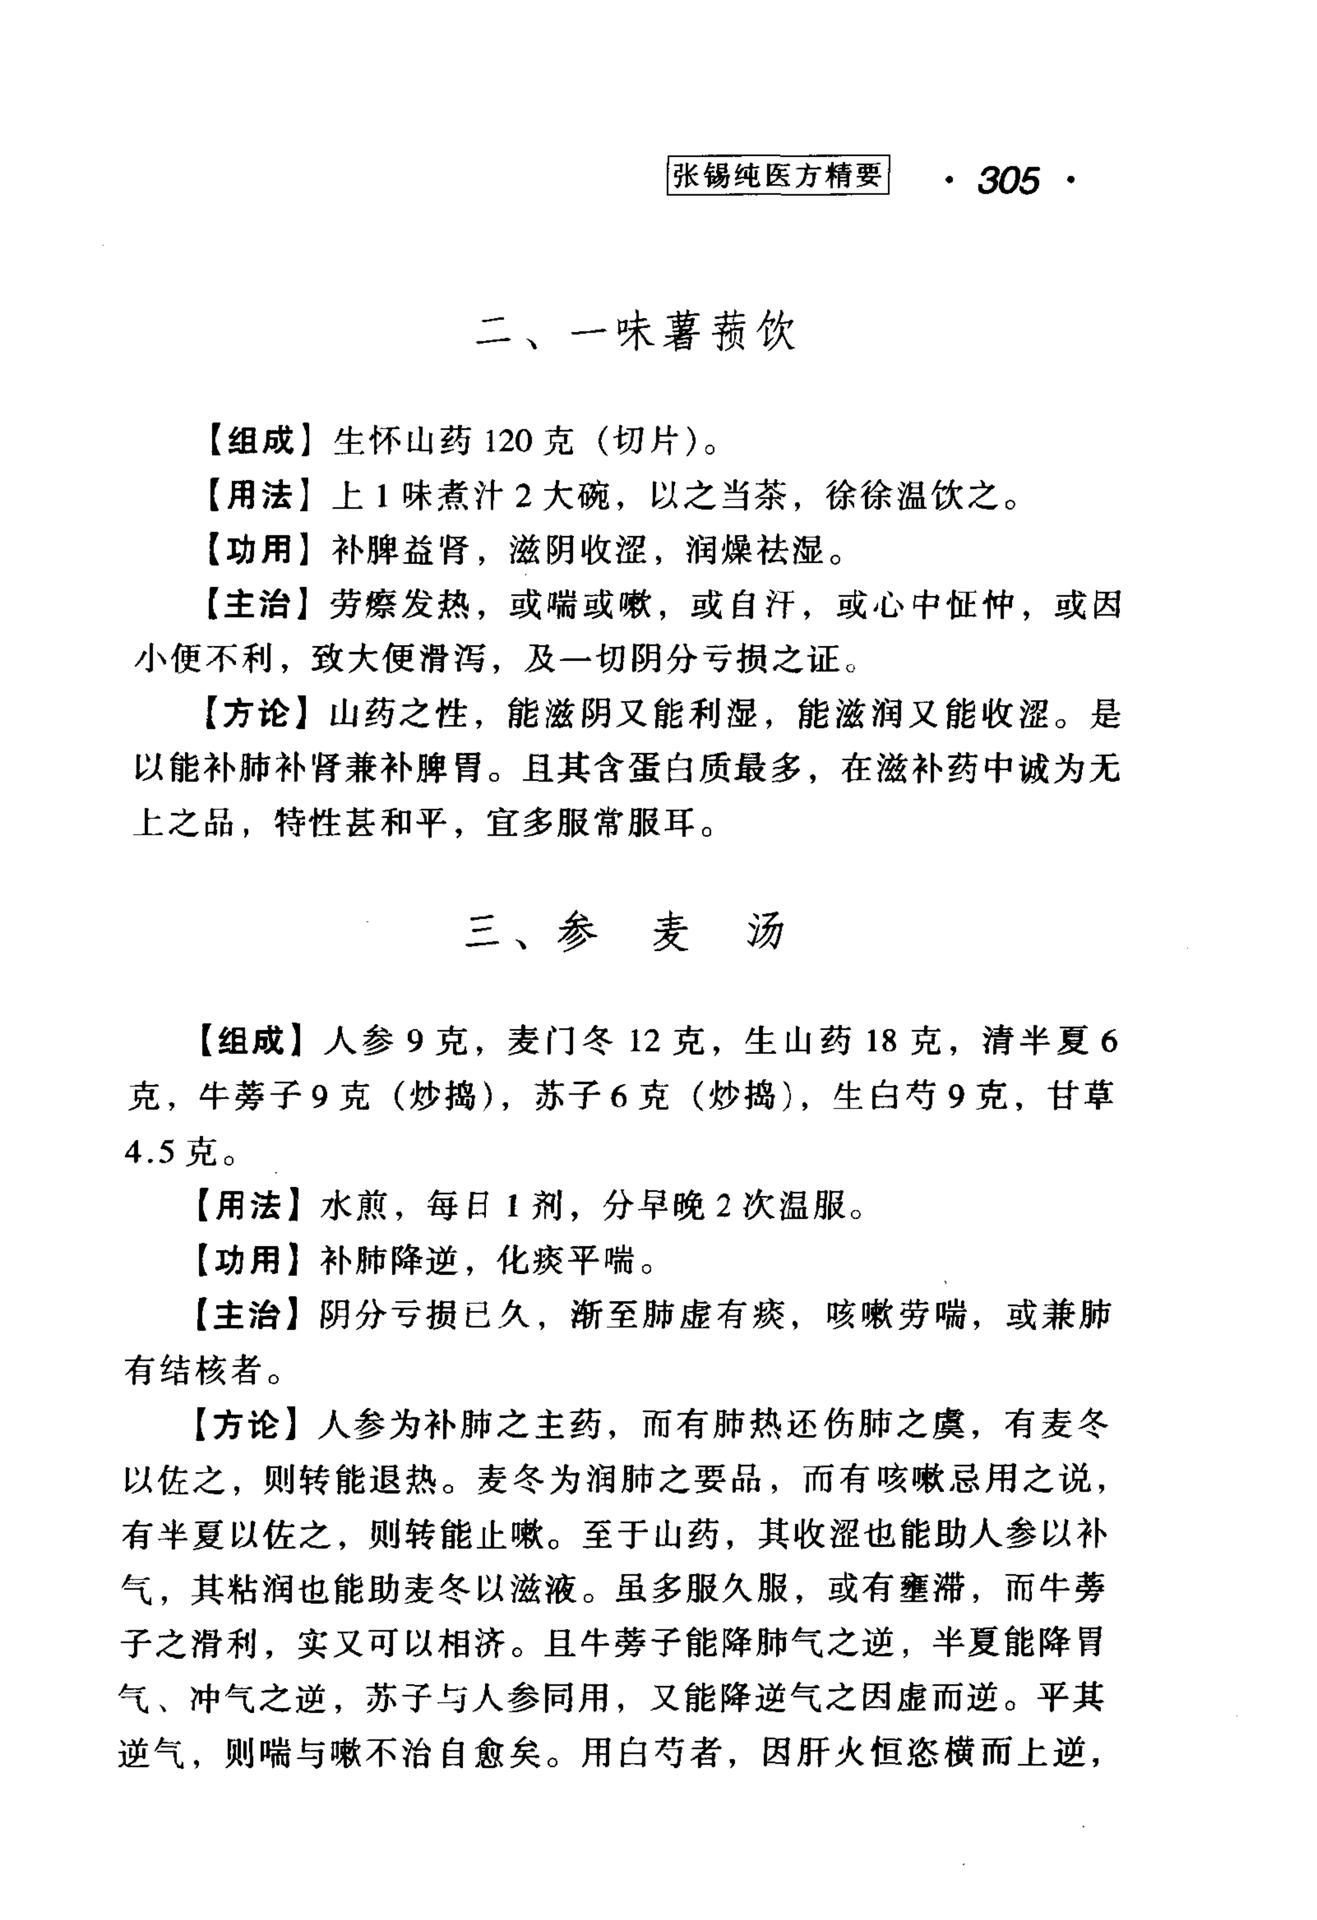 张锡纯医方精要 · 305 ·
二、一味薯蓣饮
【组成】生怀山药 120 克（切片）。
【用法】上 1 味煮汁 2 大碗，以之当茶，徐徐温饮之。
【功用】补脾益肾，滋阴收涩，润燥祛湿。
【主治】劳瘵发热，或喘或嗽，或自汗，或心中怔忡，或因
小便不利，致大便滑泻，及一切阴分亏损之证。
【方论】山药之性，能滋阴又能利湿，能滋润又能收涩。是
以能补肺补肾兼补脾胃。且其含蛋白质最多，在滋补药中诚为无
上之品，特性甚和平，宜多服常服耳。
三、参 麦 汤
【组成】人参 9 克，麦门冬 12 克，生山药 18 克，清半夏 6
克，牛蒡子 9 克（炒捣），苏子 6 克（炒捣），生白芍 9 克，甘草
4.5 克。
【用法】水煎，每日 1 剂，分早晚 2 次温服。
【功用】补肺降逆，化痰平喘。
【主治】阴分亏损已久，渐至肺虚有痰，咳嗽劳喘，或兼肺
有结核者。
【方论】人参为补肺之主药，而有肺热还伤肺之虞，有麦冬
以佐之，则转能退热。麦冬为润肺之要品，而有咳嗽忌用之说，
有半夏以佐之，则转能止嗽。至于山药，其收涩也能助人参以补
气，其粘润也能助麦冬以滋液。虽多服久服，或有壅滞，而牛蒡
子之滑利，实又可以相济。且牛蒡子能降肺气之逆，半夏能降胃
气、冲气之逆，苏子与人参同用，又能降逆气之因虚而逆。平其
逆气，则喘与嗽不治自愈矣。用白芍者，因肝火恒恣横而上逆，